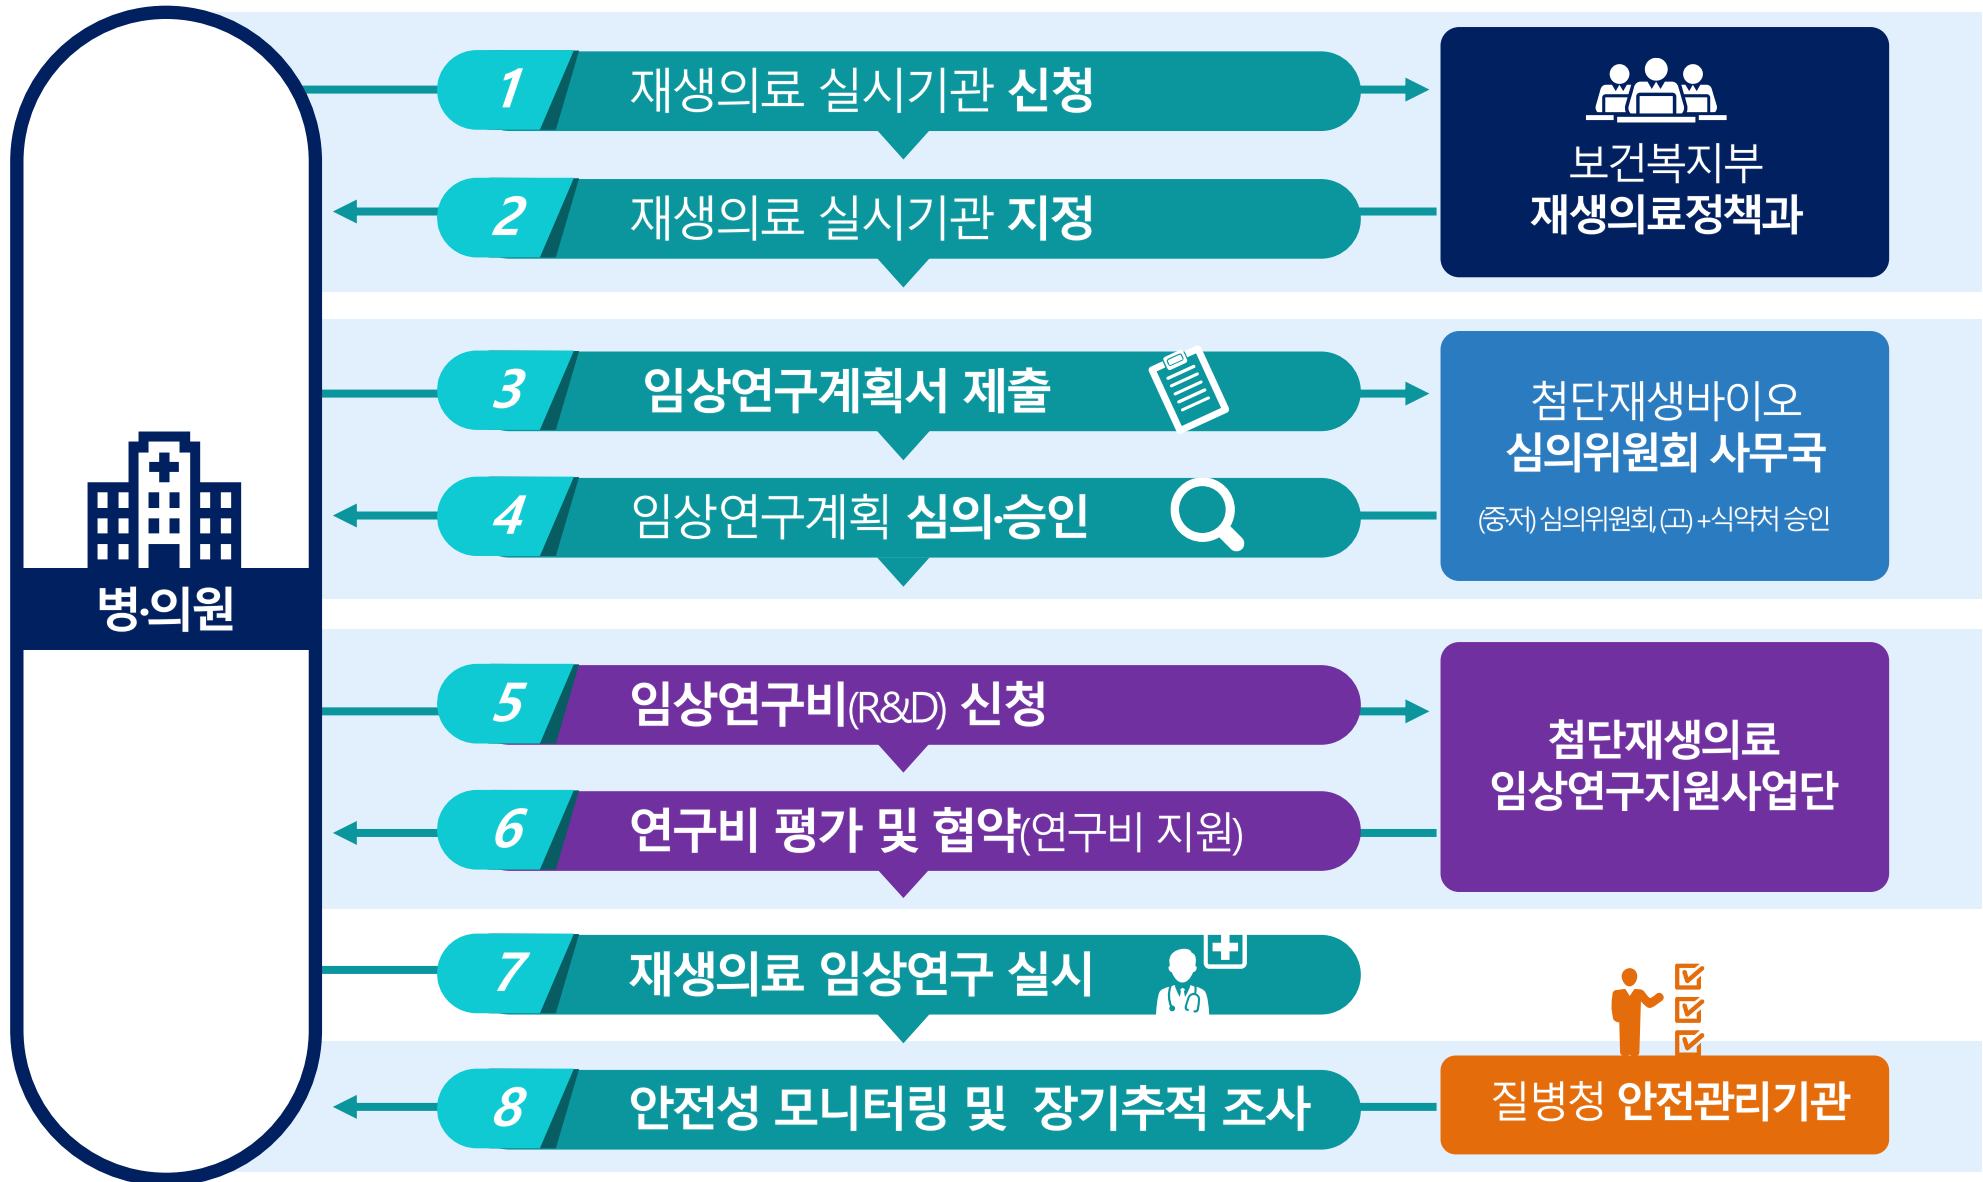 병·의원
1 재생의료 실시기관 신청
2 재생의료 실시기관 지정
보건복지부
재생의료정책과
3 임상연구계획서 제출
4 임상연구계획 심의·승인
첨단재생바이오
심의위원회 사무국
(중·저) 심의위원회, (고) +식약처 승인
5 임상연구비(R&D) 신청
6 연구비 평가 및 협약(연구비 지원)
첨단재생의료
임상연구지원사업단
7 재생의료 임상연구 실시
8 안전성 모니터링 및 장기추적 조사
질병청 안전관리기관